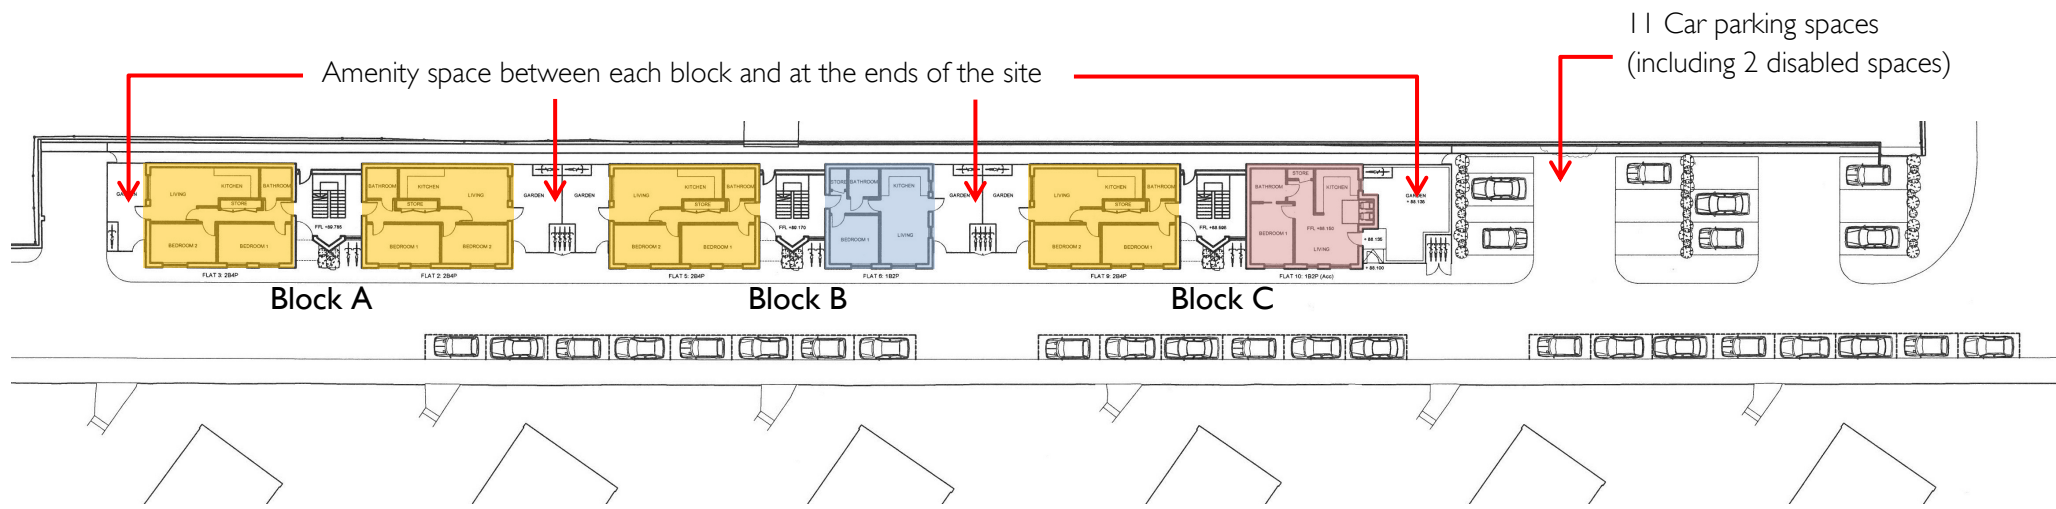 11 Car parking spaces
(including 2 disabled spaces)
Amenity space between each block and at the ends of the site
LIVING
KITCHEN
BATHROOM
STORE
BEDROOM 2
BEDROOM 1
FLAT 3: 2B4P
BATHROOM
KITCHEN
LIVING
STORE
BEDROOM 1
BEDROOM 2
FLAT 2: 2B4P
GARDEN
GARDEN
LIVING
KITCHEN
BATHROOM
STORE
BEDROOM 2
BEDROOM 1
FLAT 5: 2B4P
STORE
BATHROOM
KITCHEN
BEDROOM 1
LIVING
FLAT 6: 1B2P
GARDEN
GARDEN
LIVING
KITCHEN
BATHROOM
STORE
BEDROOM 2
BEDROOM 1
FLAT 9: 2B4P
BATHROOM
STORE
KITCHEN
BEDROOM 1
LIVING
FLAT 10: 1B2P (Acc)
GARDEN
Block A
Block B
Block C